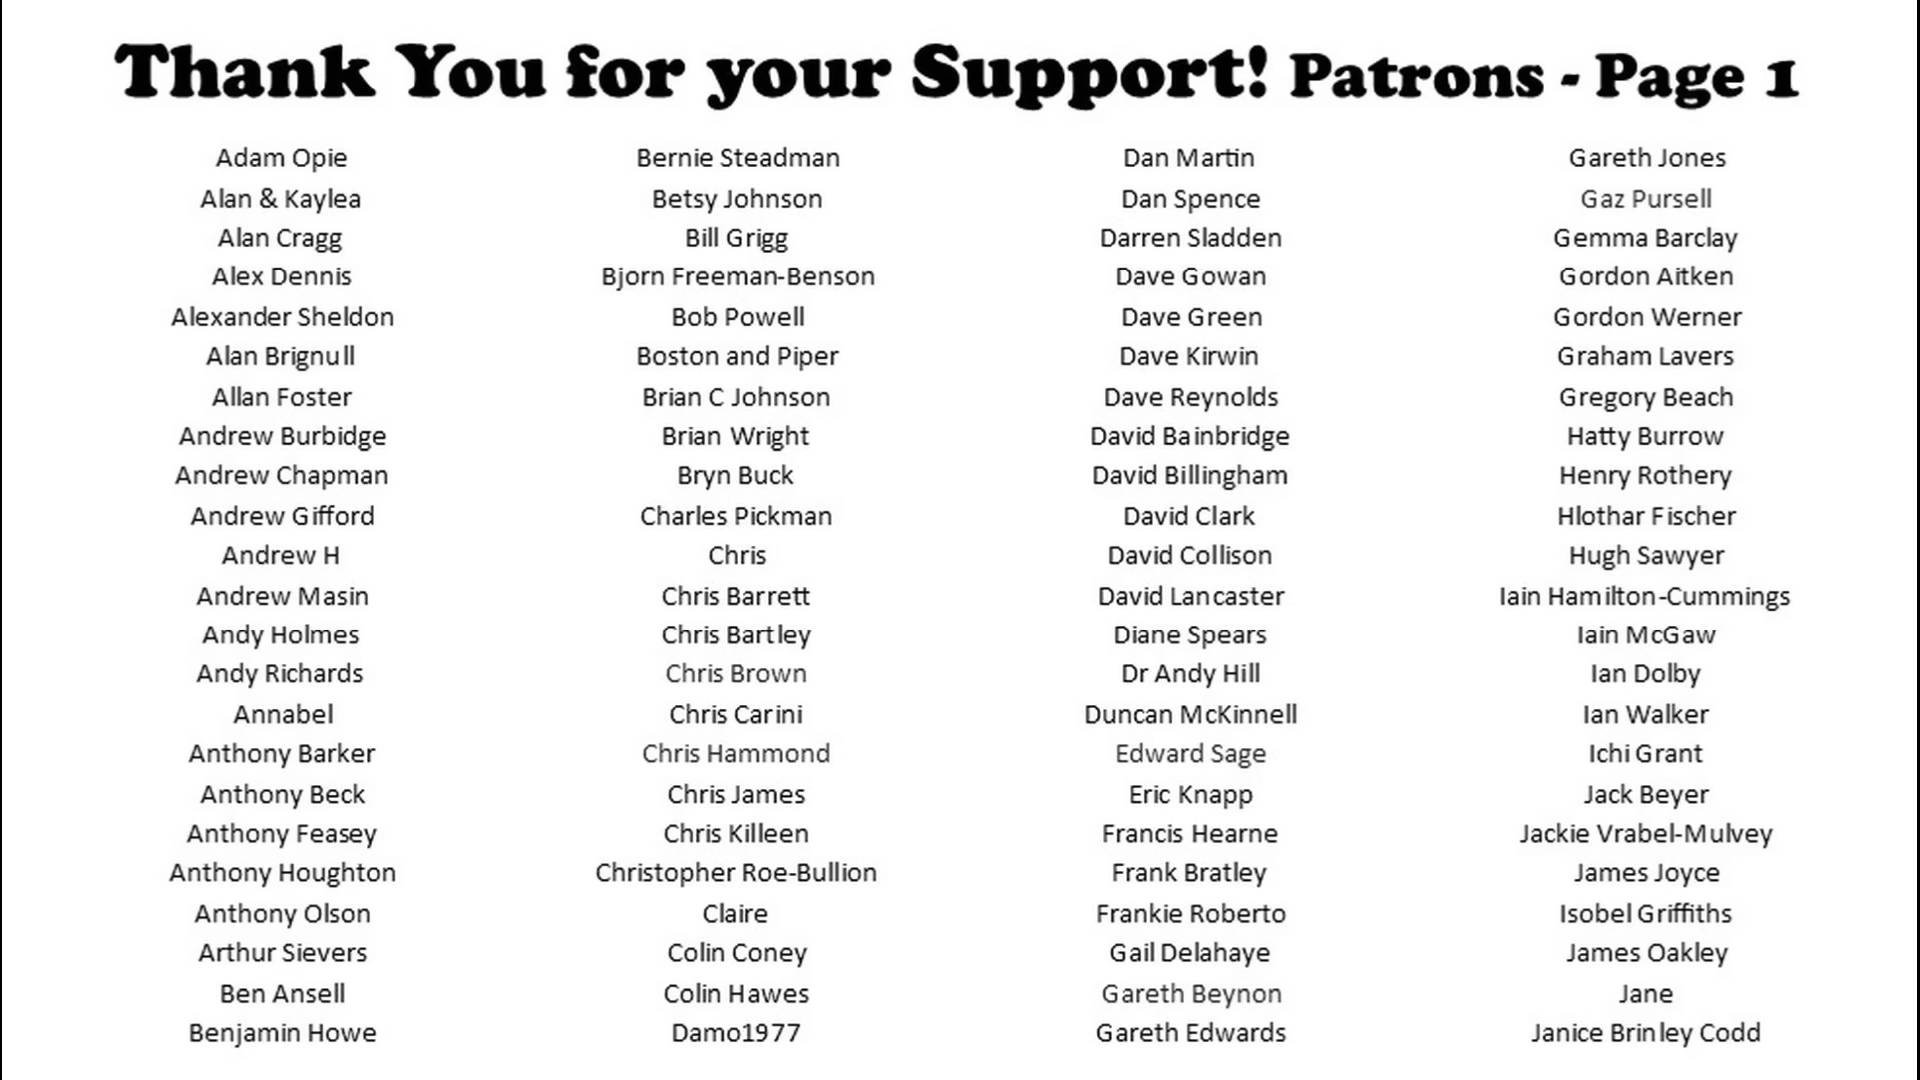 Thank You for your Support! Patrons - Page 1
Adam Opie
Alan & Kaylea
Alan Cragg
Alex Dennis
Alexander Sheldon
Alan Brignull
Allan Foster
Andrew Burbidge
Andrew Chapman
Andrew Gifford
Andrew H
Andrew Masin
Andy Holmes
Andy Richards
Annabel
Anthony Barker
Anthony Beck
Anthony Feasey
Anthony Houghton
Anthony Olson
Arthur Sievers
Ben Ansell
Benjamin Howe
Bernie Steadman
Betsy Johnson
Bill Grigg
Bjorn Freeman-Benson
Bob Powell
Boston and Piper
Brian C Johnson
Brian Wright
Bryn Buck
Charles Pickman
Chris
Chris Barrett
Chris Bartley
Chris Brown
Chris Carini
Chris Hammond
Chris James
Chris Killeen
Christopher Roe-Bullion
Claire
Colin Coney
Colin Hawes
Damo1977
Dan Martin
Dan Spence
Darren Sladden
Dave Gowan
Dave Green
Dave Kirwin
Dave Reynolds
David Bainbridge
David Billingham
David Clark
David Collison
David Lancaster
Diane Spears
Dr Andy Hill
Duncan McKinnell
Edward Sage
Eric Knapp
Francis Hearne
Frank Bratley
Frankie Roberto
Gail Delahaye
Gareth Beynon
Gareth Edwards
Gareth Jones
Gaz Pursell
Gemma Barclay
Gordon Aitken
Gordon Werner
Graham Lavers
Gregory Beach
Hatty Burrow
Henry Rothery
Hlothar Fischer
Hugh Sawyer
Iain Hamilton-Cummings
Iain McGaw
Ian Dolby
Ian Walker
Ichi Grant
Jack Beyer
Jackie Vrabel-Mulvey
James Joyce
Isobel Griffiths
James Oakley
Jane
Janice Brinley Codd